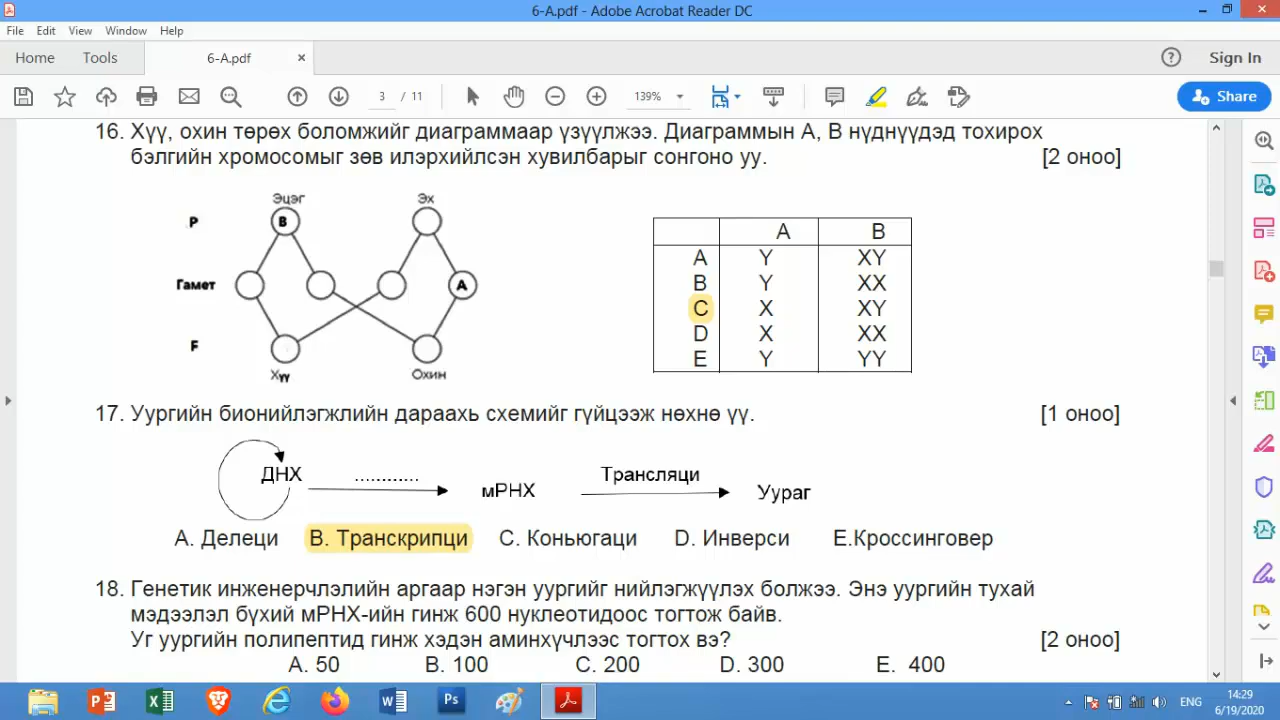 6-A.pdf - Adobe Acrobat Reader DC
File Edit View Window Help
Home Tools 6-A.pdf × Sign In
3 / 11 139% Share
16. Хүү, охин төрөх боломжийг диаграммаар үзүүлжээ. Диаграммын А, В нүднүүдэд тохирох
бэлгийн хромосомыг зөв илэрхийлсэн хувилбарыг сонгоно уу. [2 оноо]
Эцэг Эх
P B
Гамет A
F
Хүү Охин
A B
A Y XY
B Y XX
C X XY
D X XX
E Y YY
17. Уургийн бионийлэгжлийн дараахь схемийг гүйцээж нөхнө үү. [1 оноо]
ДНХ ............ мРНХ Трансляци Уураг
A. Делеци B. Транскрипци C. Коньюгаци D. Инверси E.Кроссинговер
18. Генетик инженерчлэлийн аргаар нэгэн уургийг нийлэгжүүлэх болжээ. Энэ уургийн тухай
мэдээлэл бүхий мРНХ-ийн гинж 600 нуклеотидоос тогтож байв.
Уг уургийн полипептид гинж хэдэн аминхүчлээс тогтох вэ? [2 оноо]
A. 50 B. 100 C. 200 D. 300 E. 400
ENG 14:29
6/19/2020